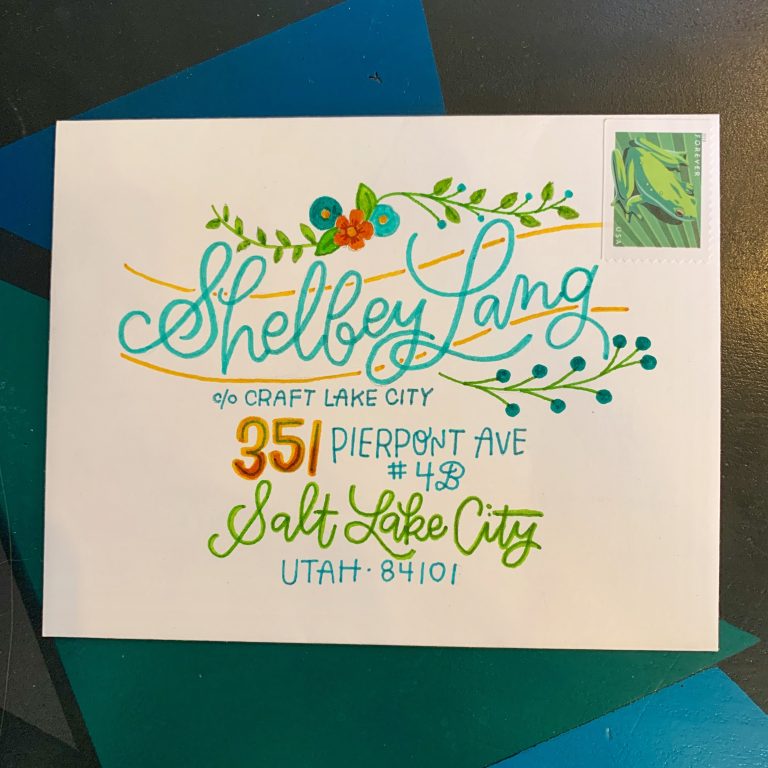 FOREVER
USA
Shelbey Lang
c/o CRAFT LAKE CITY
351 PIERPONT AVE
#4B
Salt Lake City
UTAH · 84101